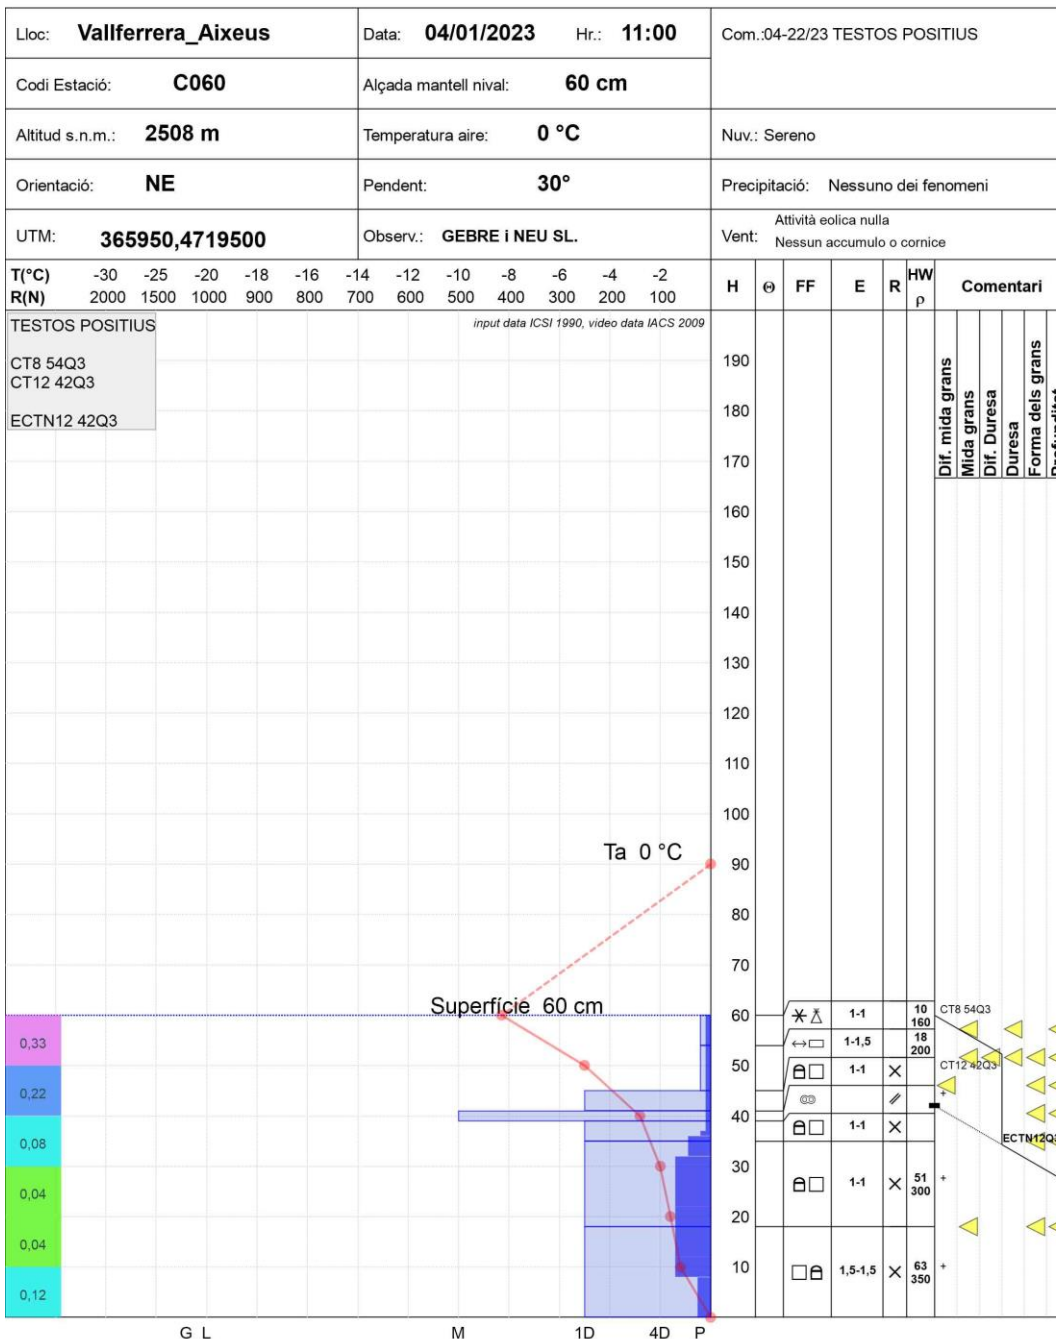 Lloc: Vallferrera_Aixeus
Data: 04/01/2023 Hr.: 11:00
Com.:04-22/23 TESTOS POSITIUS
Codi Estació: C060
Alçada mantell nival: 60 cm
Altitud s.n.m.: 2508 m
Temperatura aire: 0 °C
Nuv.: Sereno
Orientació: NE
Pendent: 30°
Precipitació: Nessuno dei fenomeni
UTM: 365950,4719500
Observ.: GEBRE i NEU SL.
Vent: Attività eolica nulla
Nessun accumulo o cornice
T(°C) -30 -25 -20 -18 -16 -14 -12 -10 -8 -6 -4 -2
R(N) 2000 1500 1000 900 800 700 600 500 400 300 200 100
H Θ FF E R HW ρ Comentari
TESTOS POSITIUS
CT8 54Q3
CT12 42Q3
ECTN12 42Q3
input data ICSI 1990, video data IACS 2009
Dif. mida grans
Mida grans
Dif. Duresa
Duresa
Forma dels grans
190
180
170
160
150
140
130
120
110
100
Ta 0 °C
90
80
70
Superfície 60 cm
60
50
40
30
20
10
0,33
0,22
0,08
0,04
0,04
0,12
1-1 10 160 CT8 54Q3
1-1,5 18 200
1-1 CT12 42Q3
1-1 ECTN12Q3
1-1 51 300 +
1,5-1,5 63 350 +
G L M 1D 4D P